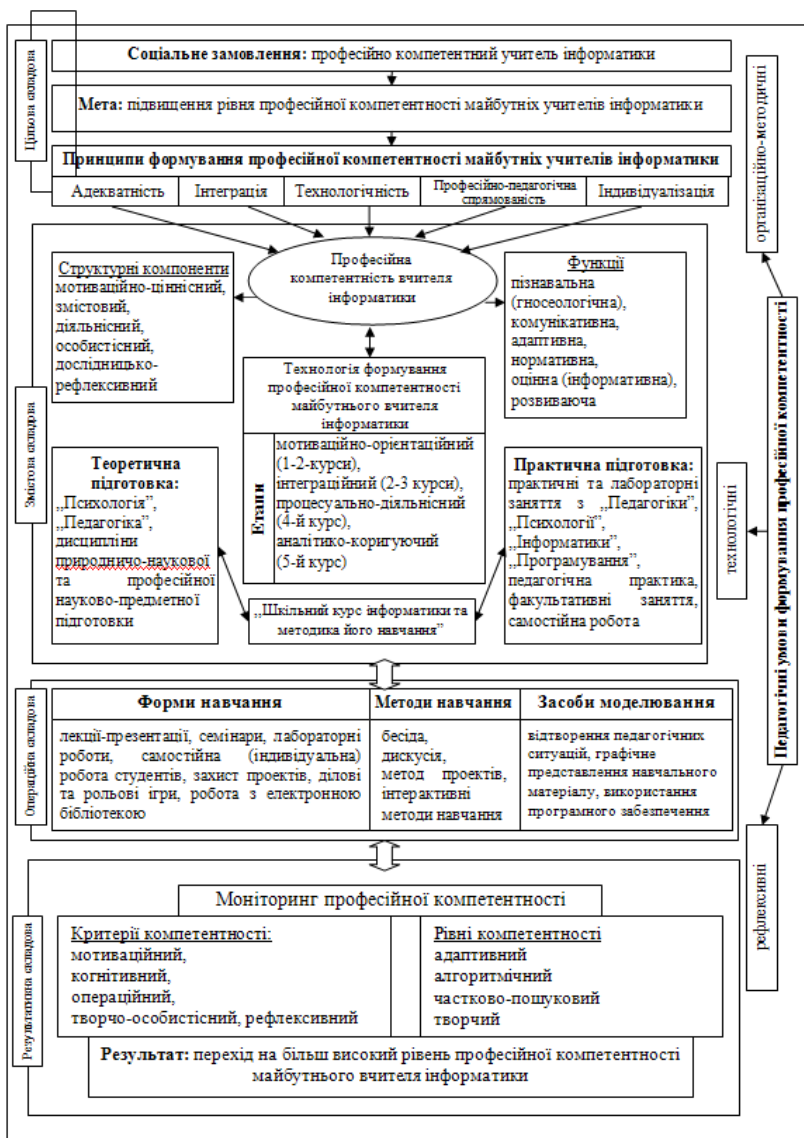 Цільова складова
Соціальне замовлення: професійно компетентний учитель інформатики
Мета: підвищення рівня професійної компетентності майбутніх учителів інформатики
Принципи формування професійної компетентності майбутніх учителів інформатики
Адекватність
Інтеграція
Технологічність
Професійно-педагогічна
спрямованість
Індивідуалізація
Змістова складова
Структурні компоненти
мотиваційно-ціннісний,
змістовий,
діяльнісний,
особистісний,
дослідницько-
рефлексивний
Професійна
компетентність вчителя
інформатики
Функції
пізнавальна
(гносеологічна),
комунікативна,
адаптивна,
нормативна,
оцінна (інформативна),
розвиваюча
Технологія формування
професійної компетентності
майбутнього вчителя
інформатики
Етапи
мотиваційно-орієнтаційний
(1-2-курси),
інтеграційний (2-3 курси),
процесуально-діяльнісний
(4-й курс),
аналітико-коригуючий
(5-й курс)
Теоретична
підготовка:
„Психологія”,
„Педагогіка”,
дисципліни
природничо-наукової
та професійної
науково-предметної
підготовки
Практична підготовка:
практичні та лабораторні
заняття з „Педагогіки”,
„Психології”,
„Інформатики”,
„Програмування”,
педагогічна практика,
факультативні заняття,
самостійна робота
„Шкільний курс інформатики та
методика його навчання”
Операційна складова
Форми навчання
лекції-презентації, семінари, лабораторні
роботи, самостійна (індивідуальна)
робота студентів, захист проектів, ділові
та рольові ігри, робота з електронною
бібліотекою
Методи навчання
бесіда,
дискусія,
метод проектів,
інтерактивні
методи навчання
Засоби моделювання
відтворення педагогічних
ситуацій, графічне
представлення навчального
матеріалу, використання
програмного забезпечення
Результативна складова
Моніторинг професійної компетентності
Критерії компетентності:
мотиваційний,
когнітивний,
операційний,
творчо-особистісний, рефлексивний
Рівні компетентності
адаптивний
алгоритмічний
частково-пошуковий
творчий
Результат: перехід на більш високий рівень професійної компетентності
майбутнього вчителя інформатики
організаційно-методичні
технологічні
рефлексивні
Педагогічні умови формування професійної компетентності